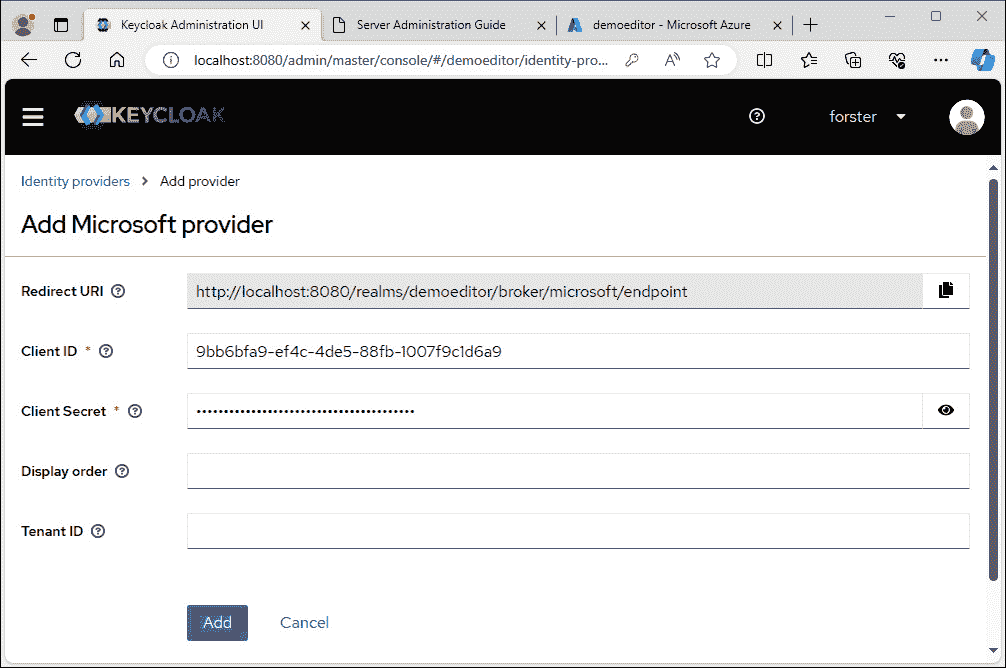 Keycloak Administration UI
Server Administration Guide
demoeditor - Microsoft Azure
localhost:8080/admin/master/console/#/demoeditor/identity-pro...
KEYCLOAK
forster
Identity providers > Add provider
Add Microsoft provider
Redirect URI
http://localhost:8080/realms/demoeditor/broker/microsoft/endpoint
Client ID *
9bb6bfa9-ef4c-4de5-88fb-1007f9c1d6a9
Client Secret *
••••••••••••••••••••••••••••••••••••••••
Display order
Tenant ID
Add
Cancel